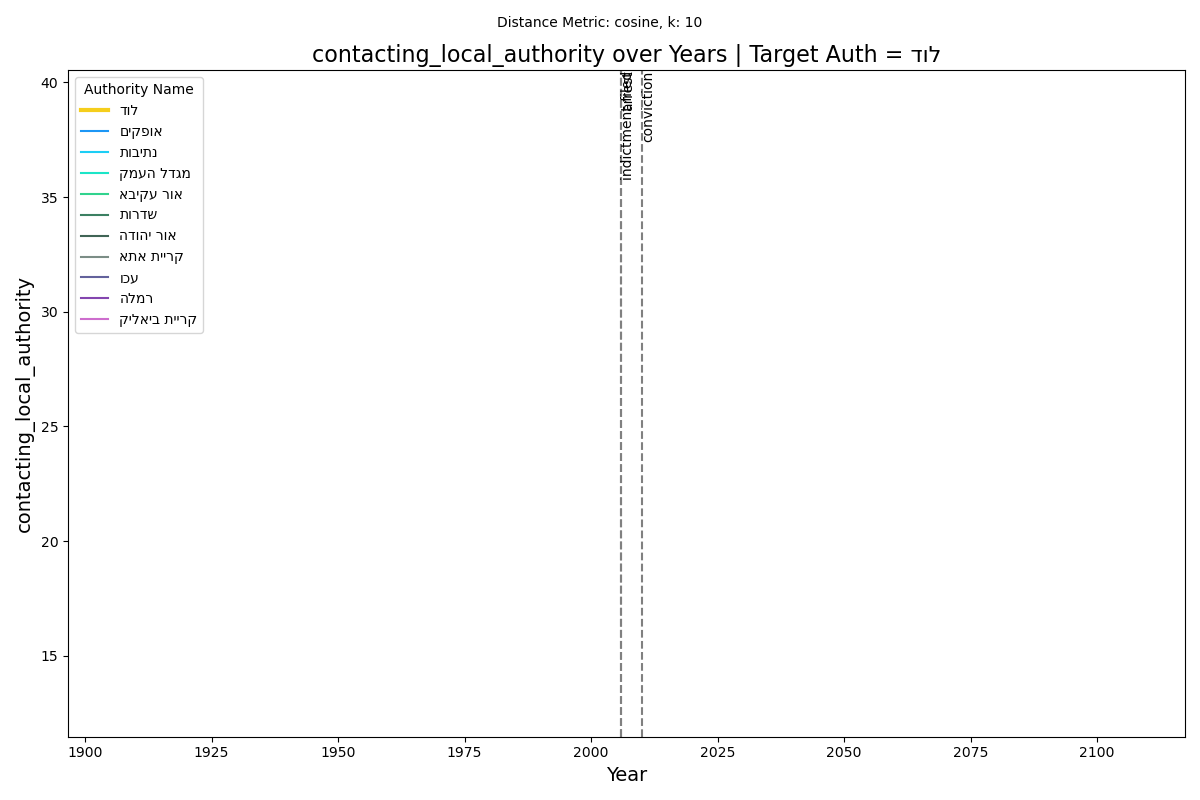 Distance Metric: cosine, k: 10
contacting_local_authority over Years | Target Auth = לוד
Authority Name
לוד
אופקים
נתיבות
מגדל העמק
אור עקיבא
שדרות
אור יהודה
קריית אתא
עכו
רמלה
קריית ביאליק
indictment
conviction
contacting_local_authority
40
35
30
25
20
15
1900 1925 1950 1975 2000 2025 2050 2075 2100
Year